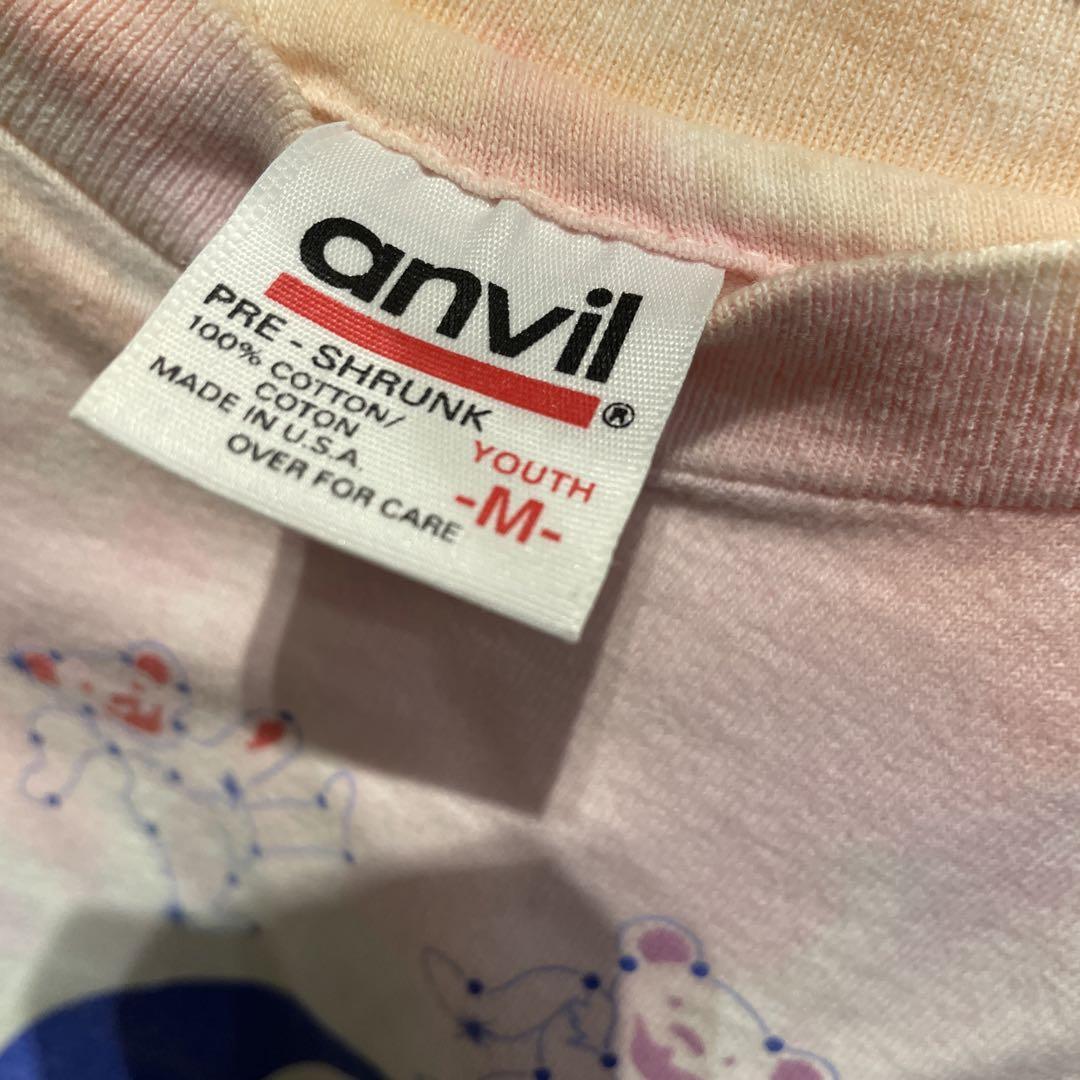 anvil®
PRE - SHRUNK
100% COTTON/
COTON
MADE IN U.S.A.
OVER FOR CARE
YOUTH
-M-